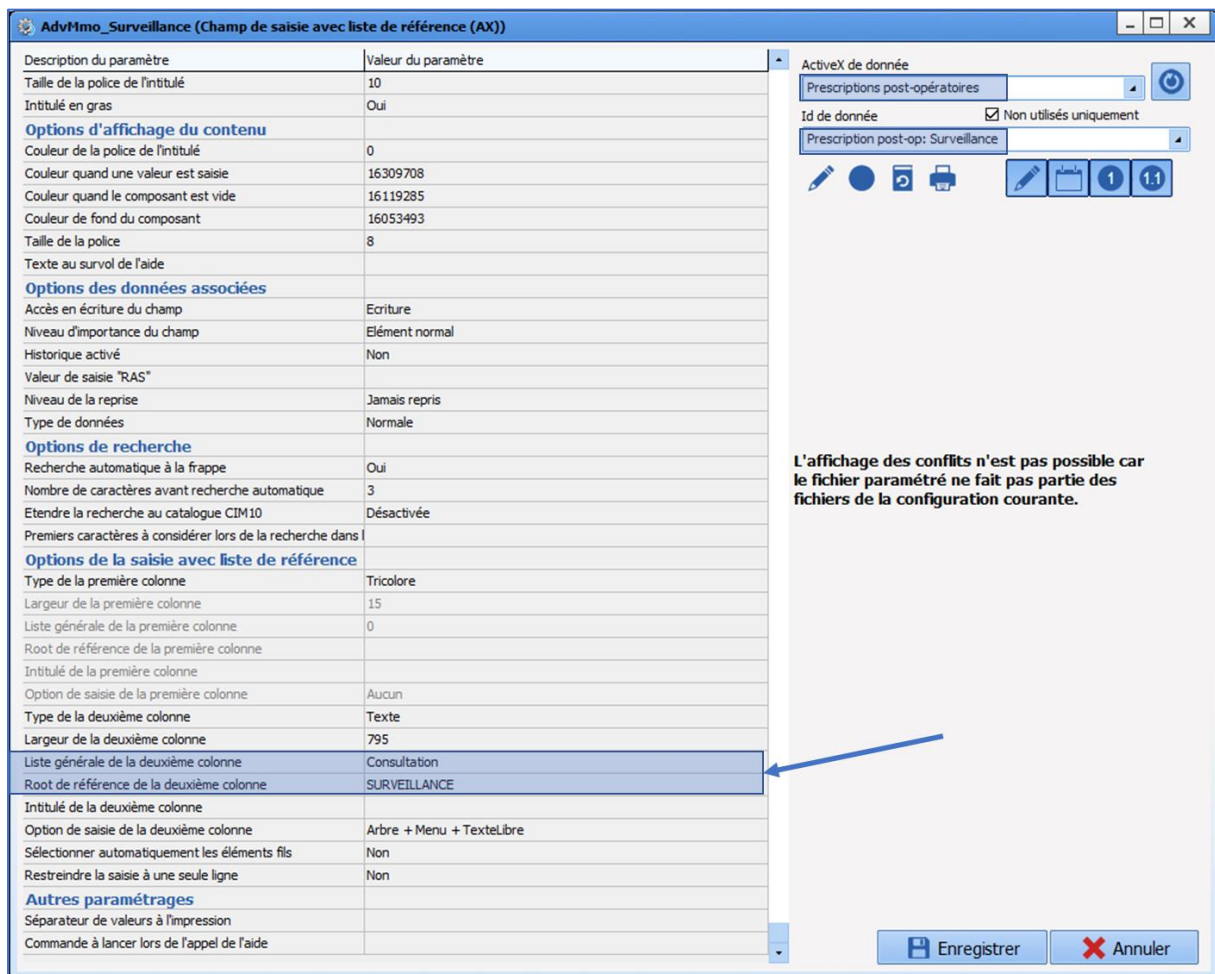 AdvMmo_Surveillance (Champ de saisie avec liste de référence (AX))
Description du paramètre Valeur du paramètre
Taille de la police de l'intitulé 10
Intitulé en gras Oui
Options d'affichage du contenu
Couleur de la police de l'intitulé 0
Couleur quand une valeur est saisie 16309708
Couleur quand le composant est vide 16119285
Couleur de fond du composant 16053493
Taille de la police 8
Texte au survol de l'aide
Options des données associées
Accès en écriture du champ Ecriture
Niveau d'importance du champ Elément normal
Historique activé Non
Valeur de saisie "RAS"
Niveau de la reprise Jamais repris
Type de données Normale
Options de recherche
Recherche automatique à la frappe Oui
Nombre de caractères avant recherche automatique 3
Etendre la recherche au catalogue CIM10 Désactivée
Premiers caractères à considérer lors de la recherche dans l
Options de la saisie avec liste de référence
Type de la première colonne Tricolore
Largeur de la première colonne 15
Liste générale de la première colonne 0
Root de référence de la première colonne
Intitulé de la première colonne
Option de saisie de la première colonne Aucun
Type de la deuxième colonne Texte
Largeur de la deuxième colonne 795
Liste générale de la deuxième colonne Consultation
Root de référence de la deuxième colonne SURVEILLANCE
Intitulé de la deuxième colonne
Option de saisie de la deuxième colonne Arbre + Menu + TexteLibre
Sélectionner automatiquement les éléments fils Non
Restreindre la saisie à une seule ligne Non
Autres paramétrages
Séparateur de valeurs à l'impression
Commande à lancer lors de l'appel de l'aide
ActiveX de donnée
Prescriptions post-opératoires
Id de donnée Non utilisés uniquement
Prescription post-op: Surveillance
1 1.1
L'affichage des conflits n'est pas possible car
le fichier paramétré ne fait pas partie des
fichiers de la configuration courante.
Enregistrer Annuler